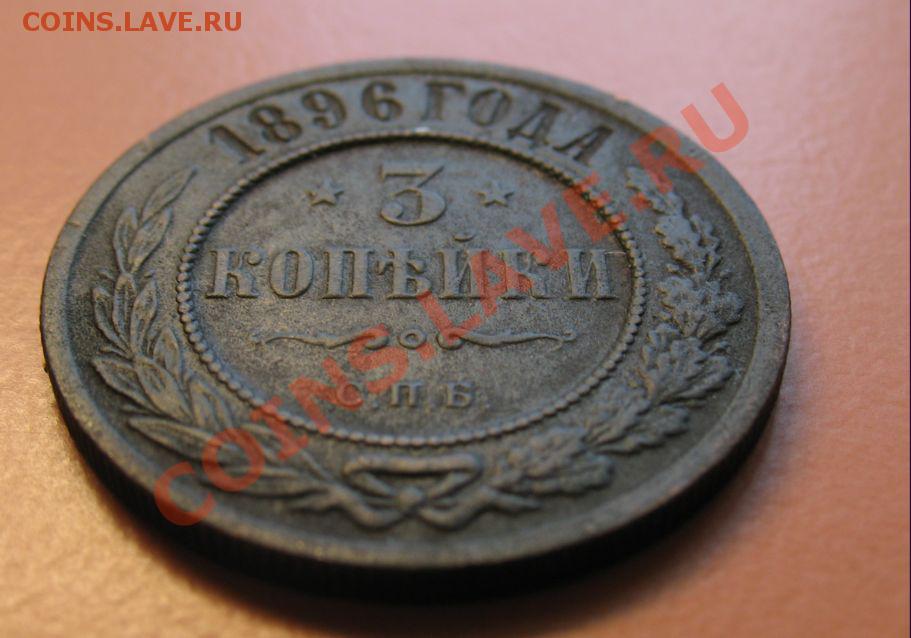 COINS.LAVE.RU
1896 ГОДА
3
КОПѢЙКИ
С.П.Б.
COINS.LAVE.RU